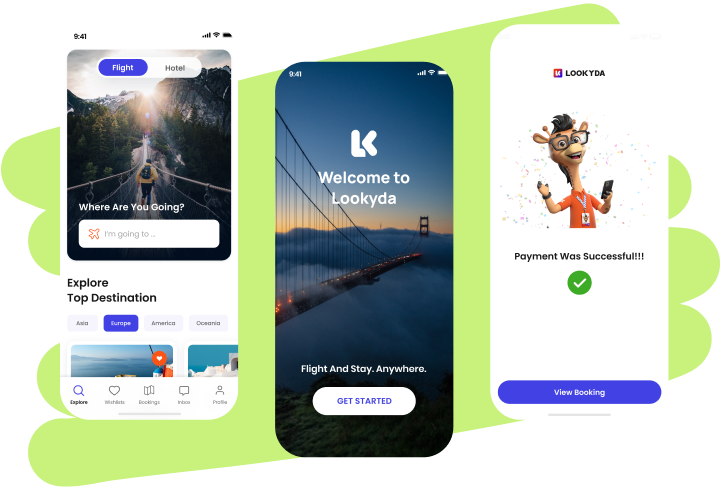 9:41
Flight
Hotel
Where Are You Going?
I'm going to ...
Explore
Top Destination
Asia
Europe
America
Oceania
Explore
Wishlists
Bookings
Inbox
Profile
9:41
Welcome to
Lookyda
Flight And Stay. Anywhere.
GET STARTED
LOOKYDA
Payment Was Successful!!!
View Booking